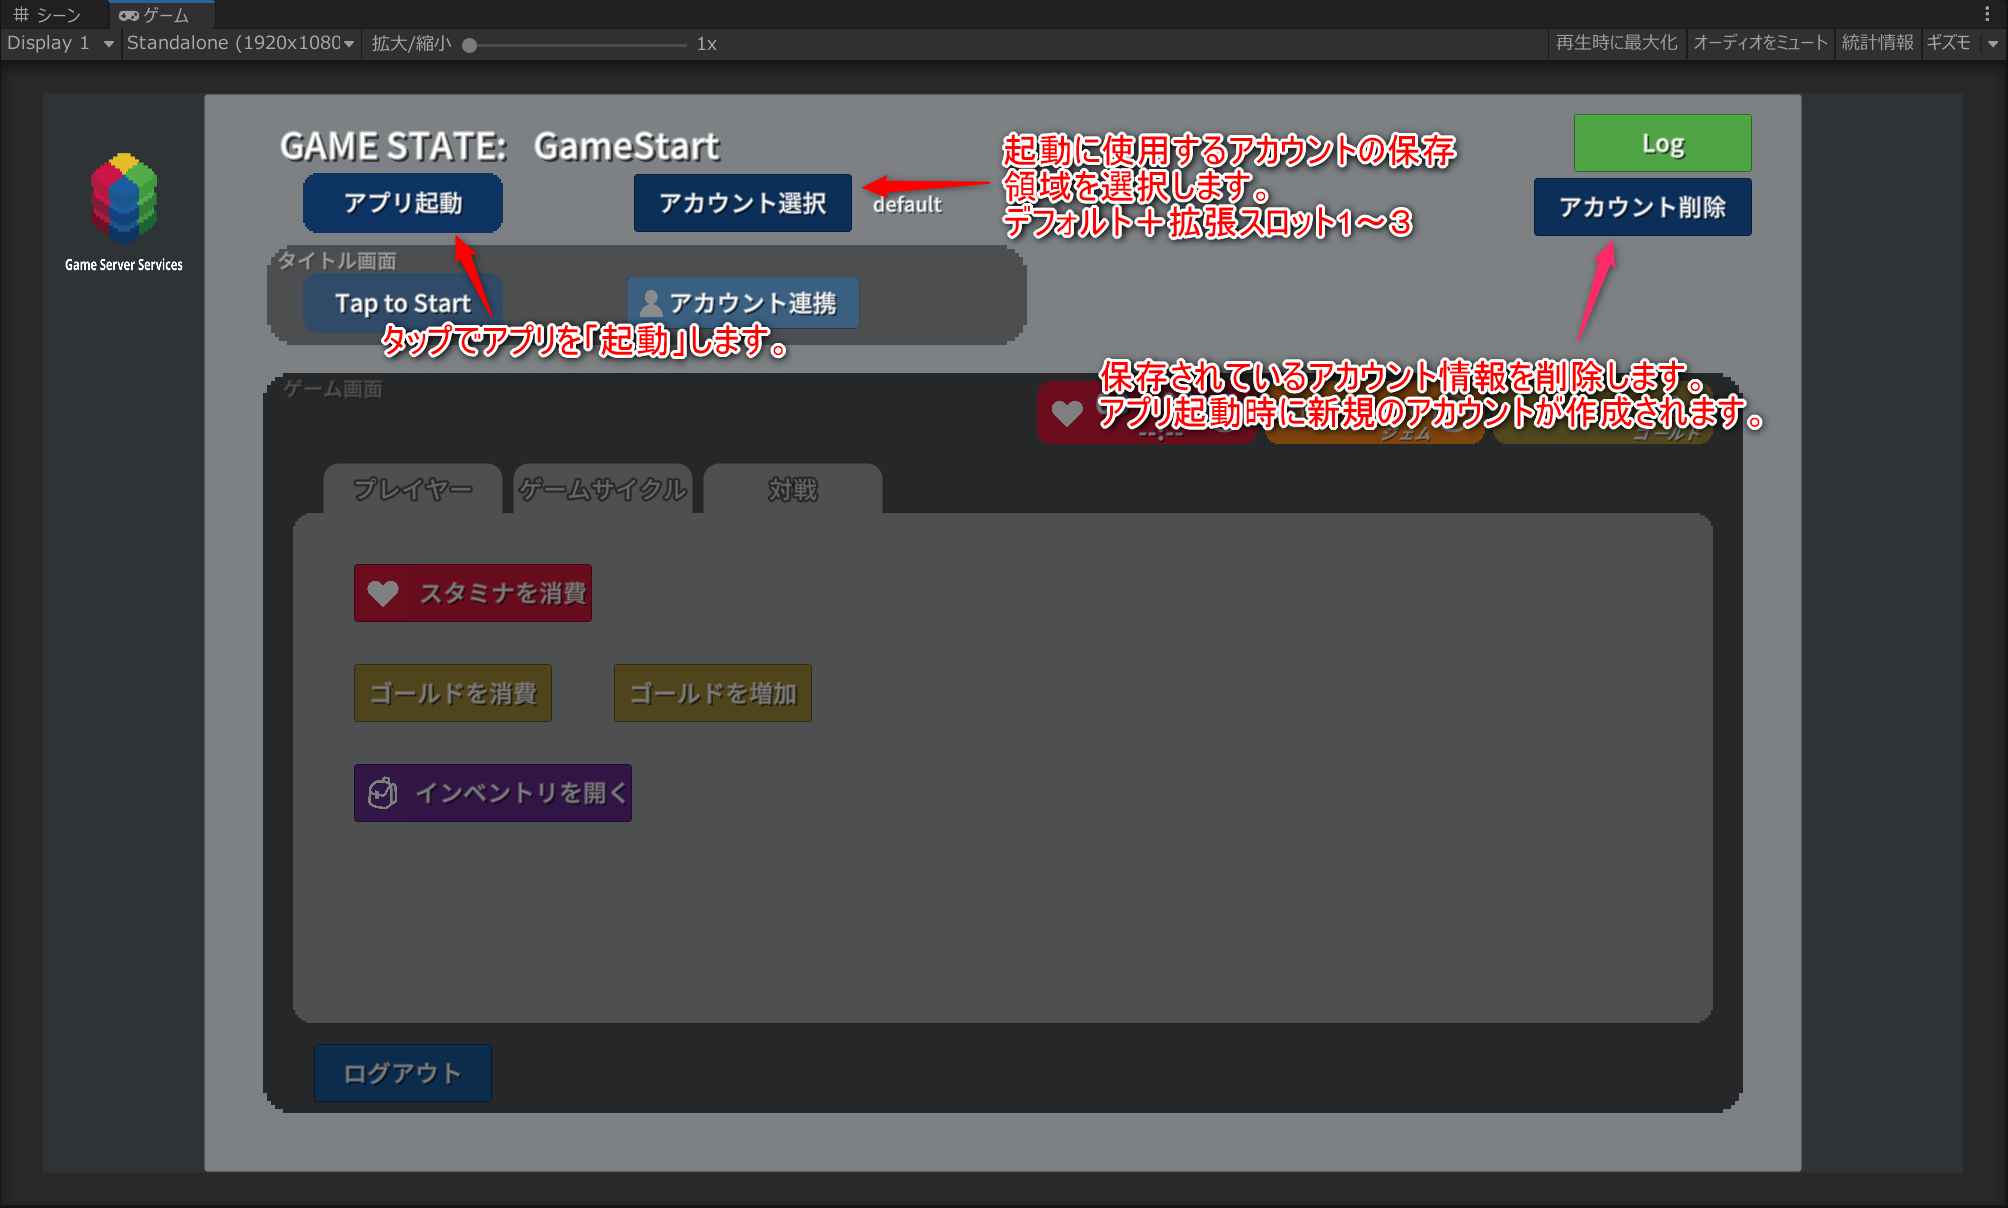 シーン
ゲーム
Display 1
Standalone (1920x1080
拡大/縮小
1x
再生時に最大化
オーディオをミュート
統計情報
ギズモ
Game Server Services
GAME STATE: GameStart
アプリ起動
アカウント選択
default
起動に使用するアカウントの保存
領域を選択します。
デフォルト＋拡張スロット1～3
Log
アカウント削除
タイトル画面
Tap to Start
アカウント連携
タップでアプリを「起動」します。
保存されているアカウント情報を削除します。
アプリ起動時に新規のアカウントが作成されます。
ゲーム画面
--:--
ジェム
ゴールド
プレイヤー
ゲームサイクル
対戦
スタミナを消費
ゴールドを消費
ゴールドを増加
インベントリを開く
ログアウト